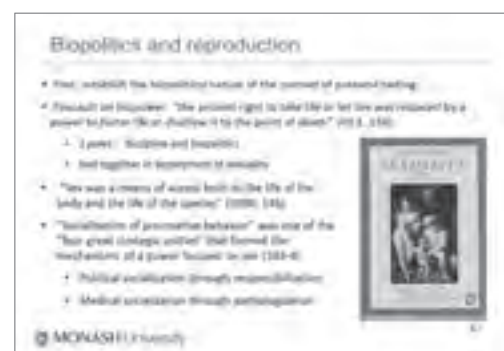 Biopolitics and reproduction
• First, establish the biopolitical nature of the context of prenatal testing
• Foucault on biopower: "the ancient right to take life or let live was replaced by a
power to foster life or disallow it to the point of death" (HS1, 138)
• 2 poles: discipline and biopolitics
• tied together in deployment of sexuality
• "Sex was a means of access both to the life of the
body and the life of the species" (146)
• "Socialisation of procreative behavior" was one of the
"four great strategic unities" that formed the
mechanisms of a power focused on sex (103-4)
• Political socialization through responsibilisation
• Medical socialization through pathologisation
SEXUALITY
MONASH University